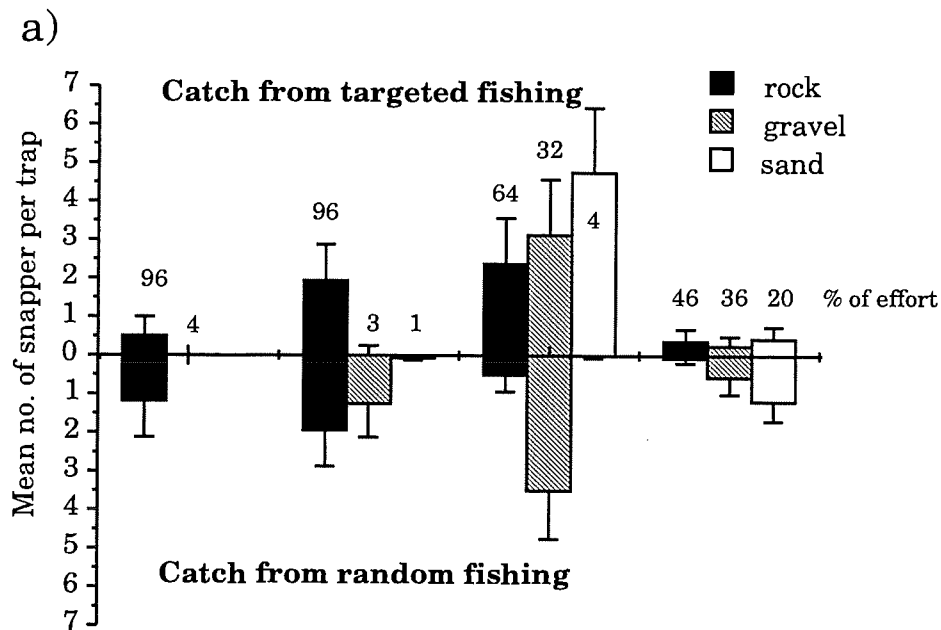 a)
Catch from targeted fishing
rock
gravel
sand
Mean no. of snapper per trap
7
6
5
4
3
2
1
0
1
2
3
4
5
6
7
96
4
96
3
1
64
32
4
46 36 20 % of effort
Catch from random fishing